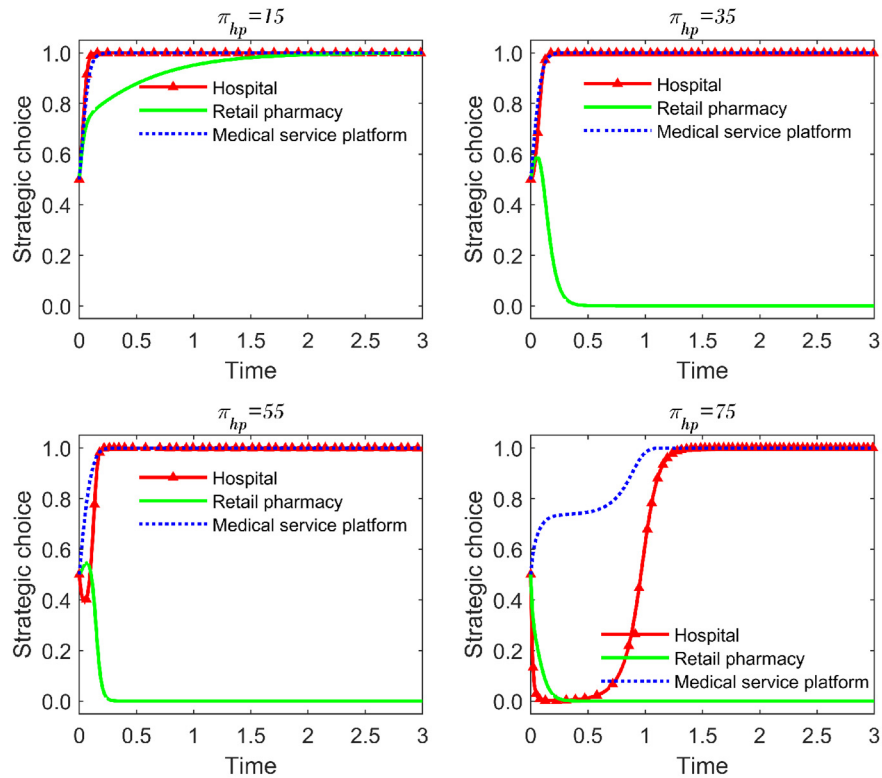 π_hp=15
1.0
0.8
0.6
0.4
0.2
0.0
Strategic choice
Hospital
Retail pharmacy
Medical service platform
0 0.5 1 1.5 2 2.5 3
Time
π_hp=35
1.0
0.8
0.6
0.4
0.2
0.0
Strategic choice
Hospital
Retail pharmacy
Medical service platform
0 0.5 1 1.5 2 2.5 3
Time
π_hp=55
1.0
0.8
0.6
0.4
0.2
0.0
Strategic choice
Hospital
Retail pharmacy
Medical service platform
0 0.5 1 1.5 2 2.5 3
Time
π_hp=75
1.0
0.8
0.6
0.4
0.2
0.0
Strategic choice
Hospital
Retail pharmacy
Medical service platform
0 0.5 1 1.5 2 2.5 3
Time